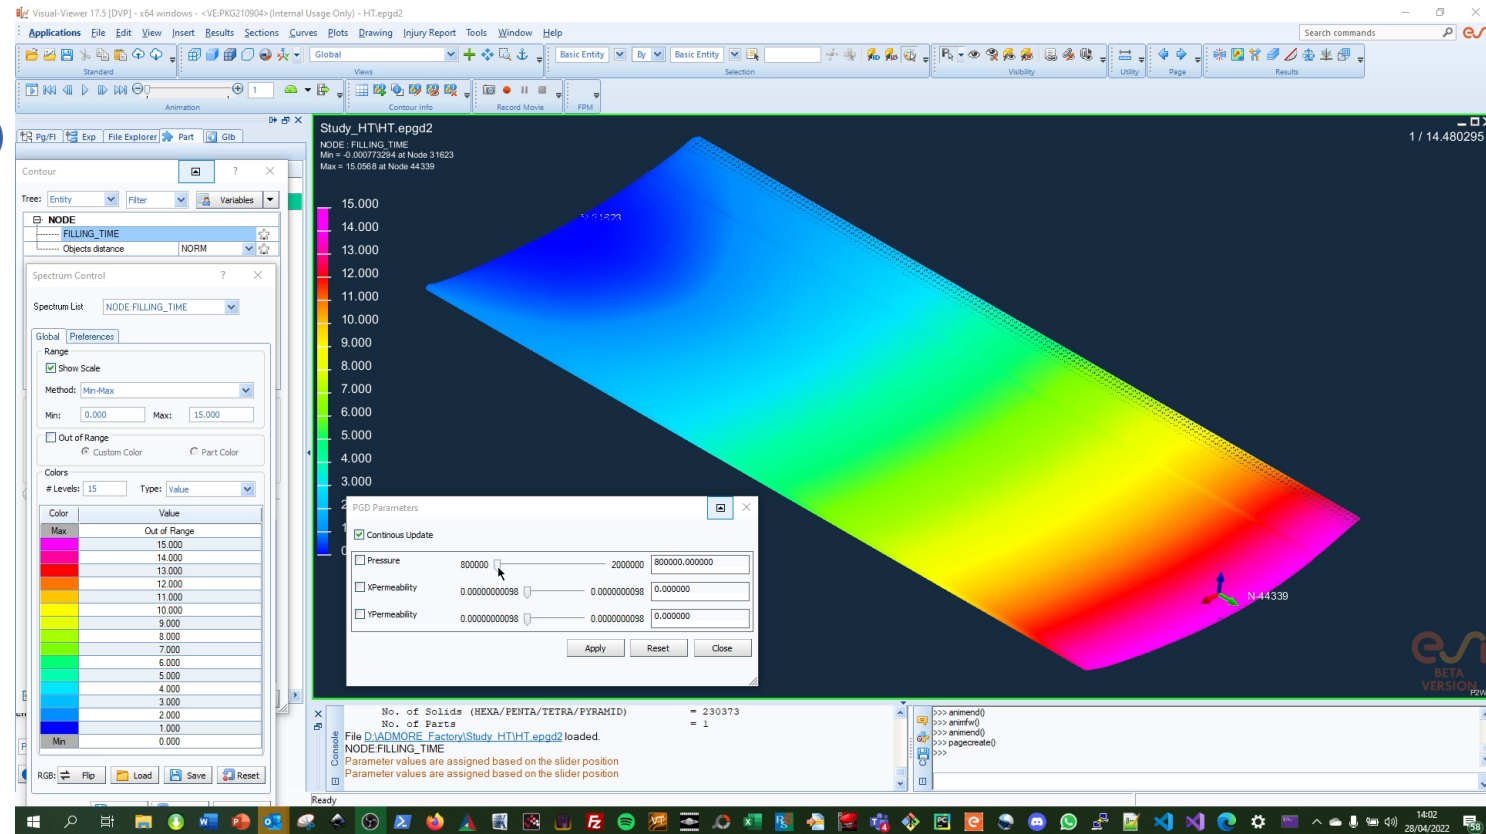 Visual-Viewer 17.5 [DVP] - x64 windows - <VE:PKG210904> (Internal Usage Only) - HT.epgd2
Applications File Edit View Insert Results Sections Curves Plots Drawing Injury Report Tools Window Help
Search commands
Global
Basic Entity By Basic Entity
Standard Views Selection Visibility Utility Page Results
1
Animation Contour Info Record Movie FPM
Pg/Fl Exp File Explorer Part Glb
Contour ?
Tree: Entity Filter Variables
NODE
FILLING_TIME
Objects distance NORM
Spectrum Control ?
Spectrum List NODE:FILLING_TIME
Global Preferences
Range
Show Scale
Method: Min-Max
Min: 0.000 Max: 15.000
Out of Range
Custom Color Part Color
Colors
# Levels: 15 Type: Value
Color Value
Max Out of Range
15.000
14.000
13.000
12.000
11.000
10.000
9.000
8.000
7.000
6.000
5.000
4.000
3.000
2.000
1.000
Min 0.000
RGB: Flip Load Save Reset
Study_HT\HT.epgd2
NODE : FILLING_TIME
Min = -0.000773294 at Node 31623
Max = 15.0568 at Node 44339
1 / 14.480295
15.000
14.000
13.000
12.000
11.000
10.000
9.000
8.000
7.000
6.000
5.000
4.000
3.000
N-44339
PGD Parameters
Continous Update
Pressure 800000 2000000 800000.000000
XPermeability 0.0000000098 0.000000098 0.000000
YPermeability 0.0000000098 0.000000098 0.000000
Apply Reset Close
esi
BETA
VERSION
No. of Solids (HEXA/PENTA/TETRA/PYRAMID) = 230373
No. of Parts = 1
File D:\ADMORE_Factory\Study_HT\HT.epgd2 loaded.
NODE:FILLING_TIME
Parameter values are assigned based on the slider position
Parameter values are assigned based on the slider position
Console
>>> animend()
>>> animfw()
>>> animend()
>>> pagecreate()
>>>
Ready
14:02
28/04/2022
58